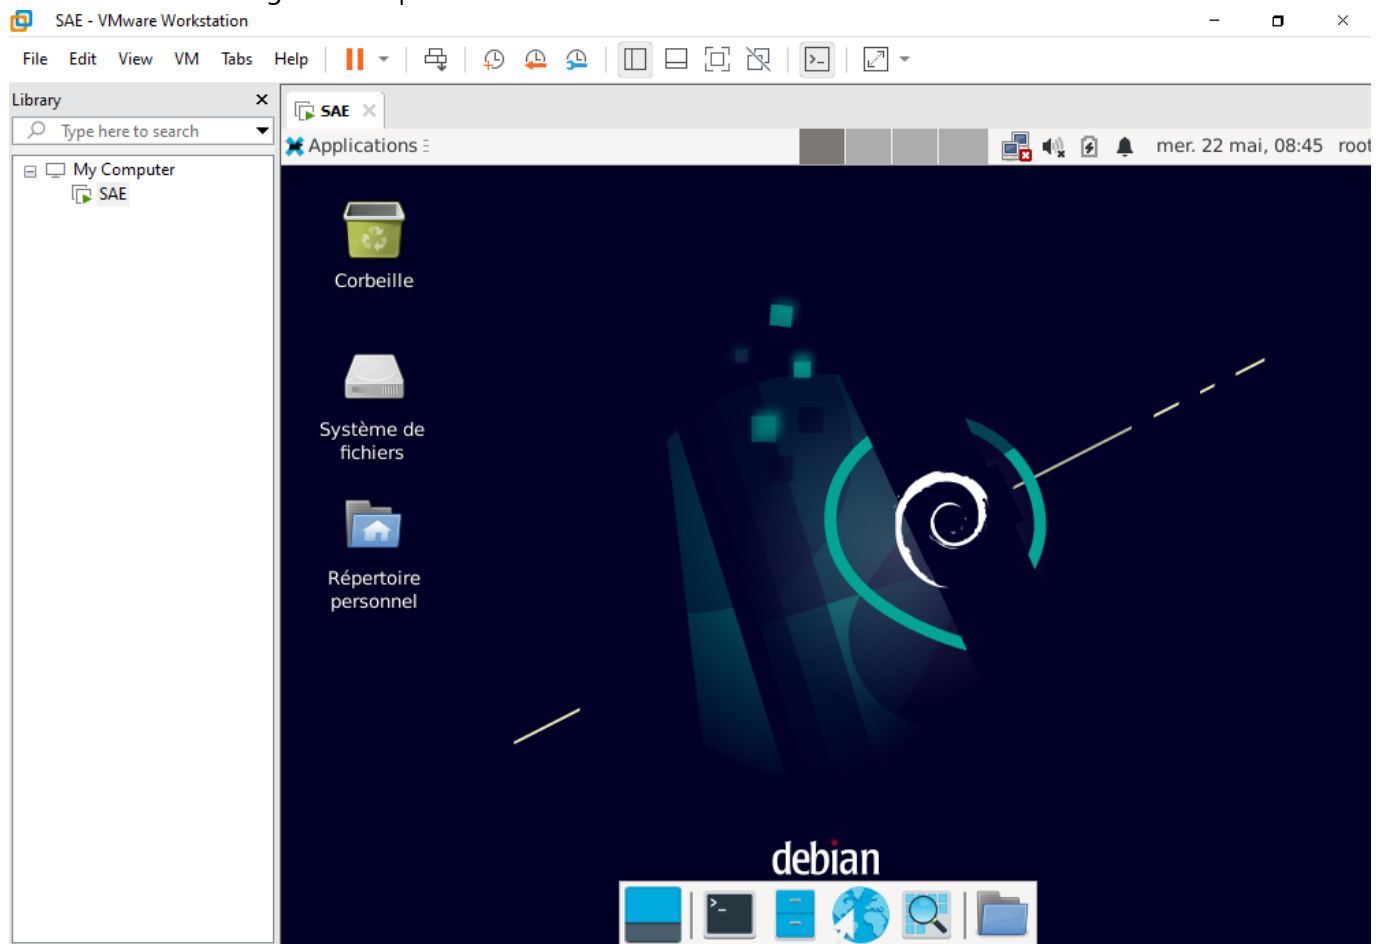 SAE - VMware Workstation
File Edit View VM Tabs Help
Library
Type here to search
My Computer
SAE
SAE
Applications
mer. 22 mai, 08:45 root
Corbeille
Système de
fichiers
Répertoire
personnel
debian